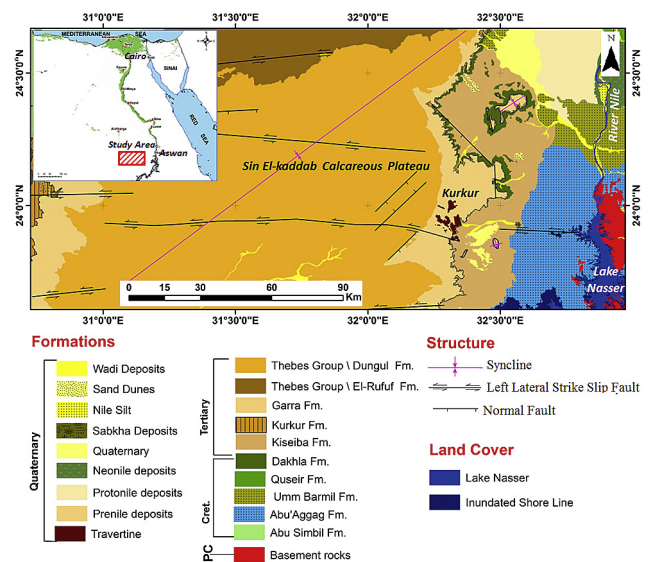 31°0'0"E
31°30'0"E
32°0'0"E
32°30'0"E
24°30'0"N
24°0'0"N
24°30'0"N
24°0'0"N
MEDITERRANEAN
SEA
Cairo
SINAI
RED
SEA
Study Area
Aswan
N
River Nile
Sin El-kaddab Calcareous Plateau
Kurkur
Lake
Nasser
0 15 30 60 90
Km
31°0'0"E
31°30'0"E
32°0'0"E
32°30'0"E
Formations
Quaternary
Wadi Deposits
Sand Dunes
Nile Silt
Sabkha Deposits
Quaternary
Neonile deposits
Protonile deposits
Prenile deposits
Travertine
Tertiary
Thebes Group \ Dungul Fm.
Thebes Group \ El-Rufuf Fm.
Garra Fm.
Kurkur Fm.
Kiseiba Fm.
Cret.
Dakhla Fm.
Quseir Fm.
Umm Barmil Fm.
Abu'Aggag Fm.
Abu Simbil Fm.
PC
Basement rocks
Structure
Syncline
Left Lateral Strike Slip Fault
Normal Fault
Land Cover
Lake Nasser
Inundated Shore Line